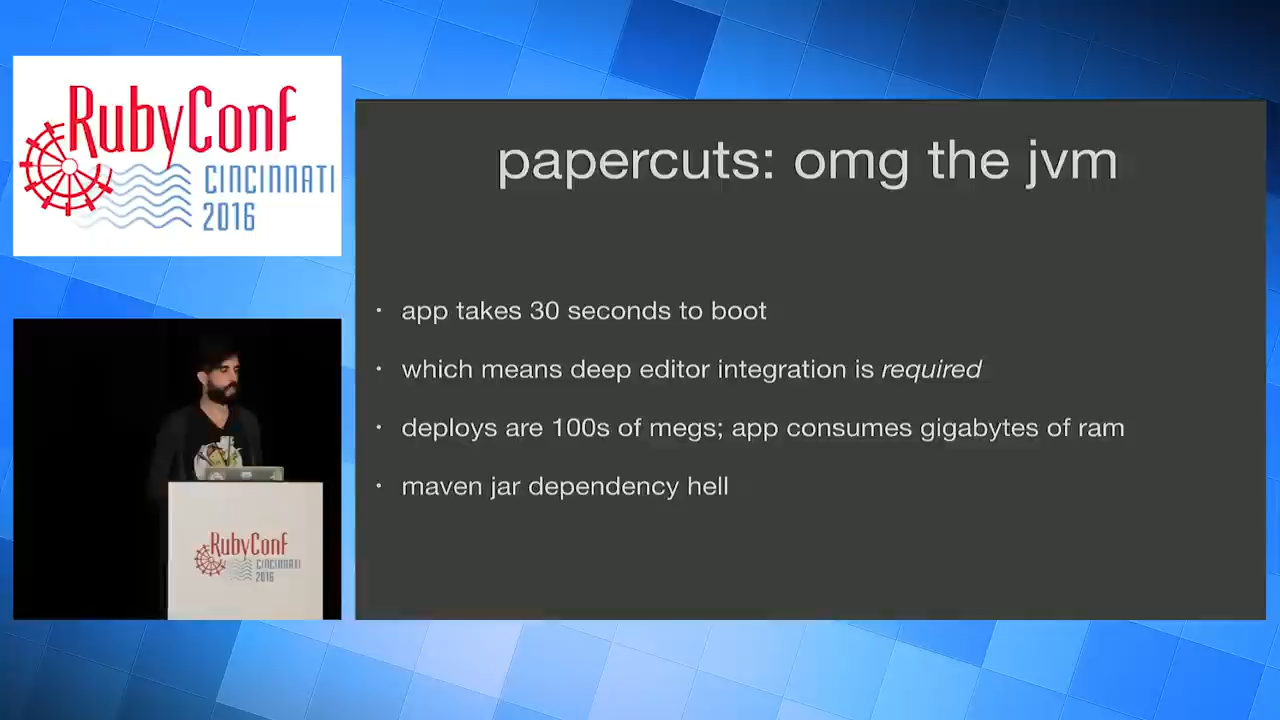 RubyConf
CINCINNATI
2016
papercuts: omg the jvm
• app takes 30 seconds to boot
• which means deep editor integration is required
• deploys are 100s of megs; app consumes gigabytes of ram
• maven jar dependency hell
RubyConf
CINCINNATI
2016